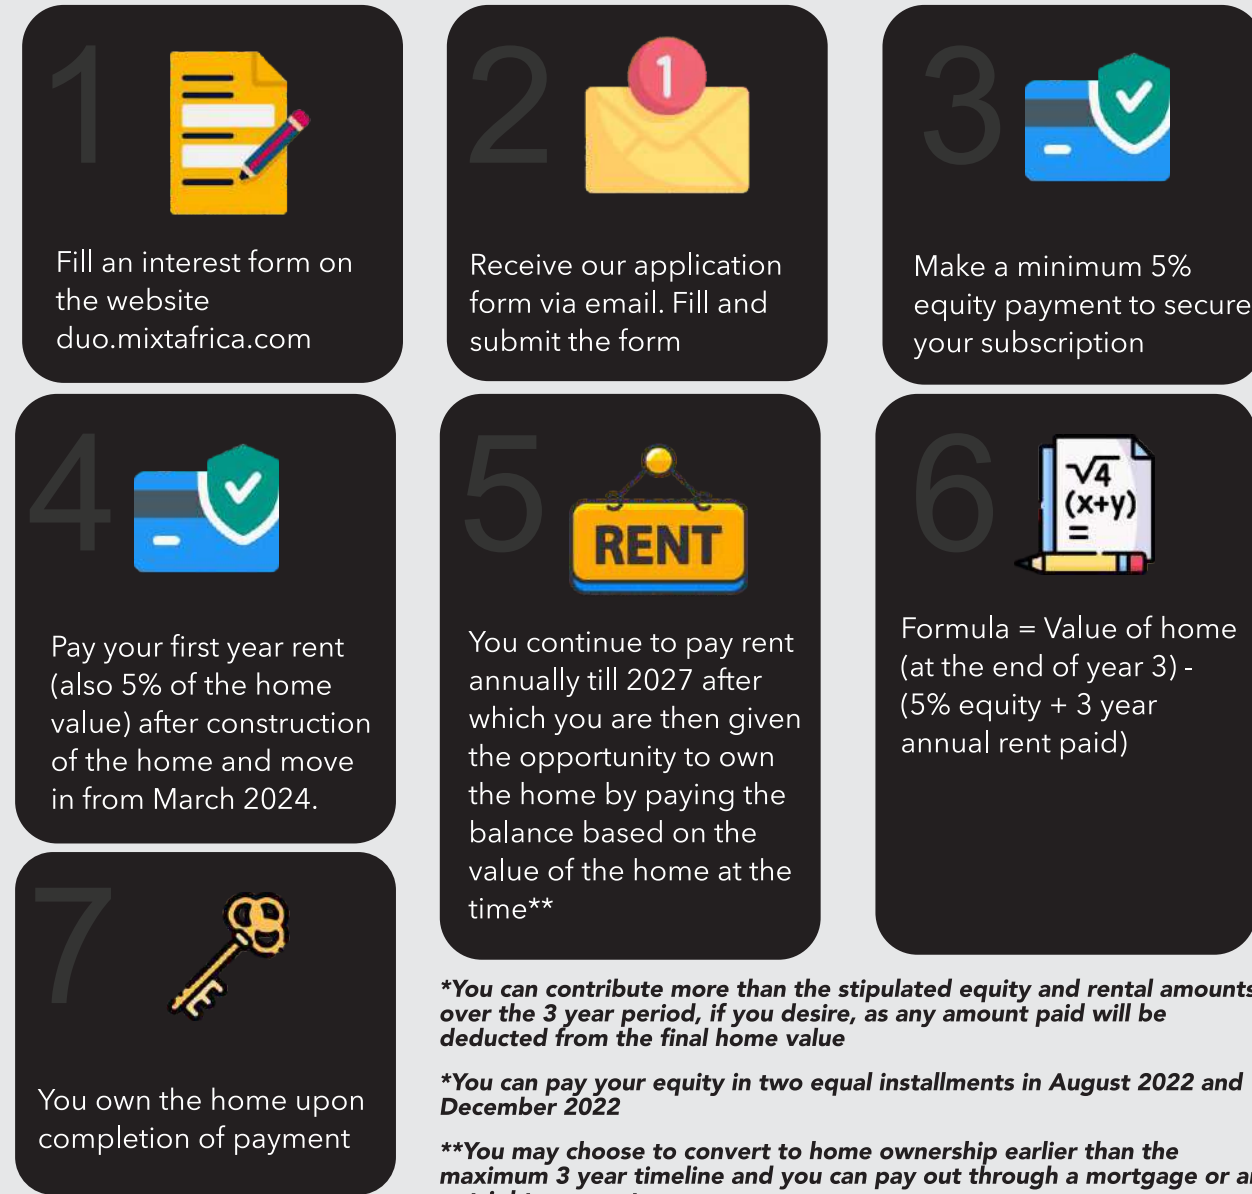 1
Fill an interest form on
the website
duo.mixtafrica.com
2
1
Receive our application
form via email. Fill and
submit the form
3
Make a minimum 5%
equity payment to secure
your subscription
4
Pay your first year rent
(also 5% of the home
value) after construction
of the home and move
in from March 2024.
5
RENT
You continue to pay rent
annually till 2027 after
which you are then given
the opportunity to own
the home by paying the
balance based on the
value of the home at the
time**
6
√4
(x+y)
=
Formula = Value of home
(at the end of year 3) -
(5% equity + 3 year
annual rent paid)
7
You own the home upon
completion of payment
*You can contribute more than the stipulated equity and rental amounts
over the 3 year period, if you desire, as any amount paid will be
deducted from the final home value
*You can pay your equity in two equal installments in August 2022 and
December 2022
**You may choose to convert to home ownership earlier than the
maximum 3 year timeline and you can pay out through a mortgage or